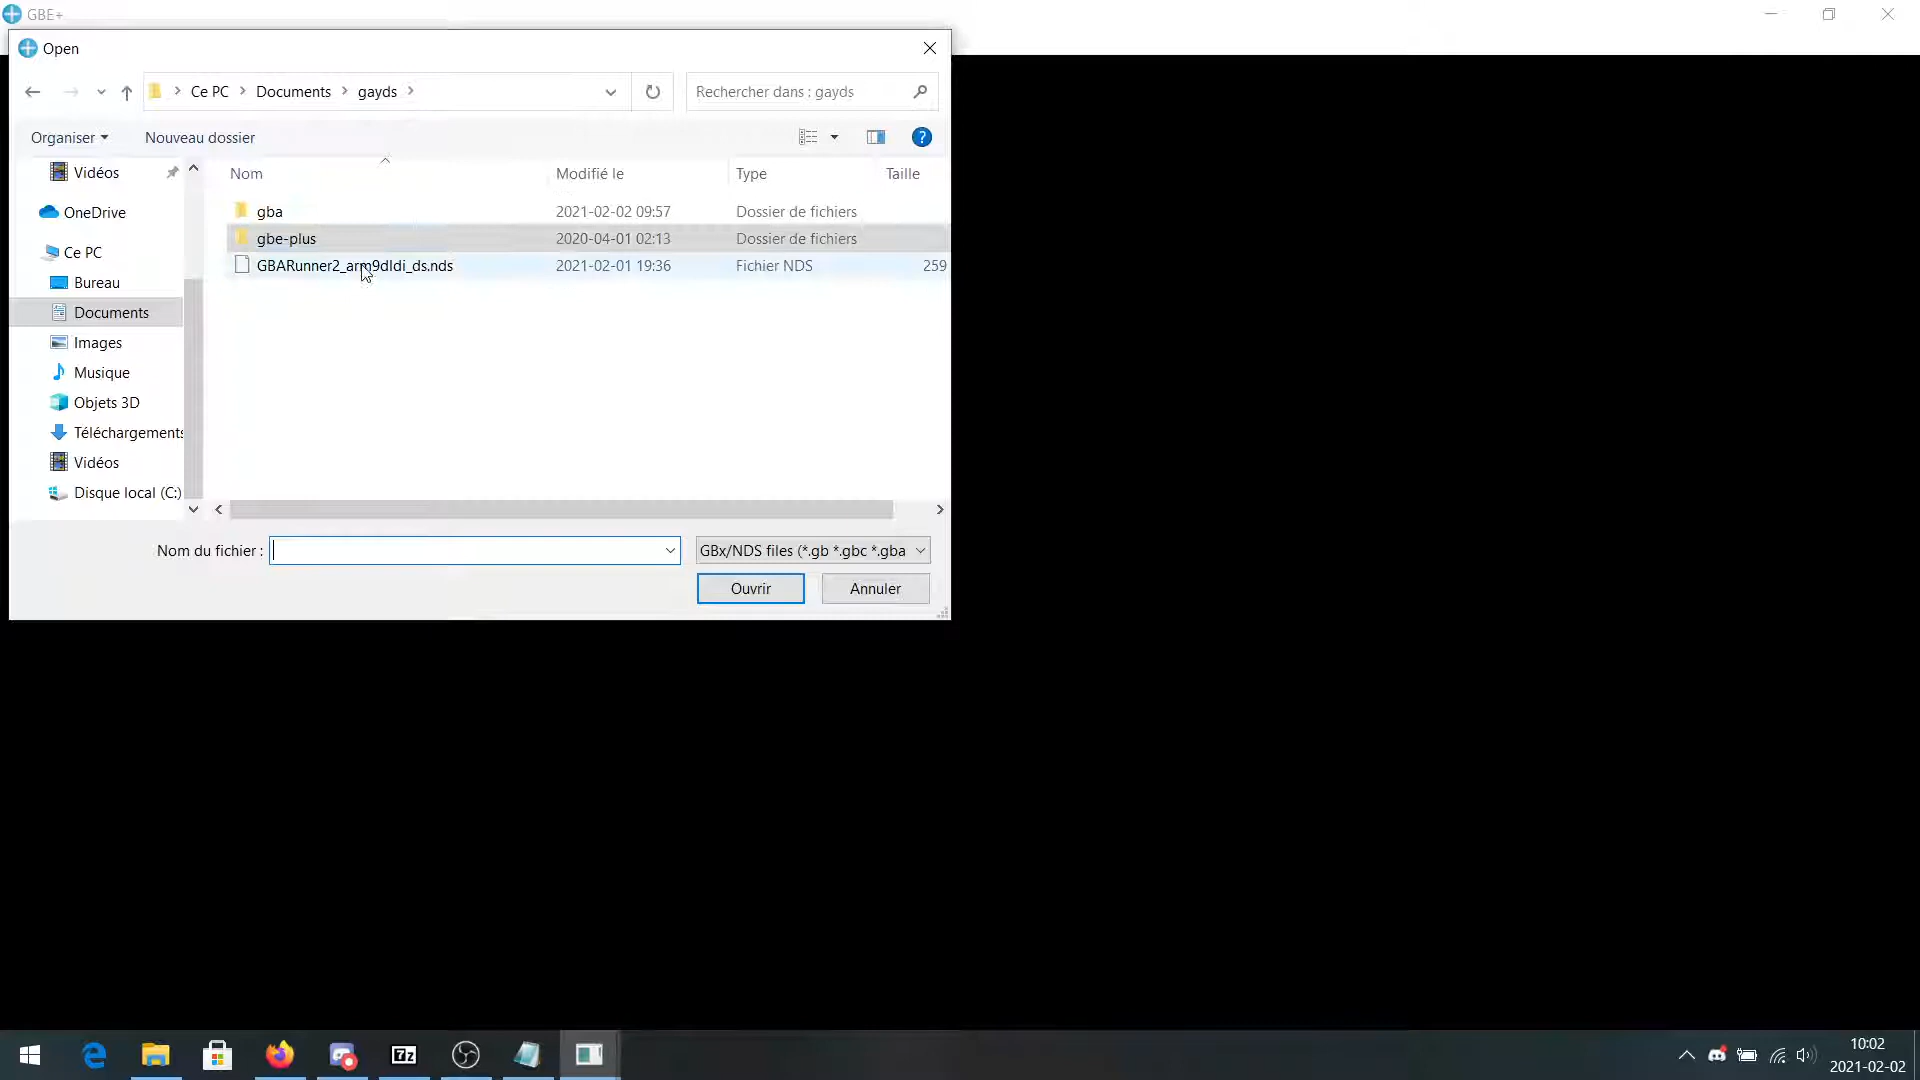 GBE+
Open
Ce PC Documents gayds
Rechercher dans : gayds
Organiser
Nouveau dossier
Vidéos
OneDrive
Ce PC
Bureau
Documents
Images
Musique
Objets 3D
Téléchargements
Vidéos
Disque local (C:)
Nom Modifié le Type Taille
gba 2021-02-02 09:57 Dossier de fichiers
gbe-plus 2020-04-01 02:13 Dossier de fichiers
GBARunner2_arm9dldi_ds.nds 2021-02-01 19:36 Fichier NDS 259
Nom du fichier :
GBx/NDS files (*.gb *.gbc *.gba
Ouvrir
Annuler
7z
10:02
2021-02-02